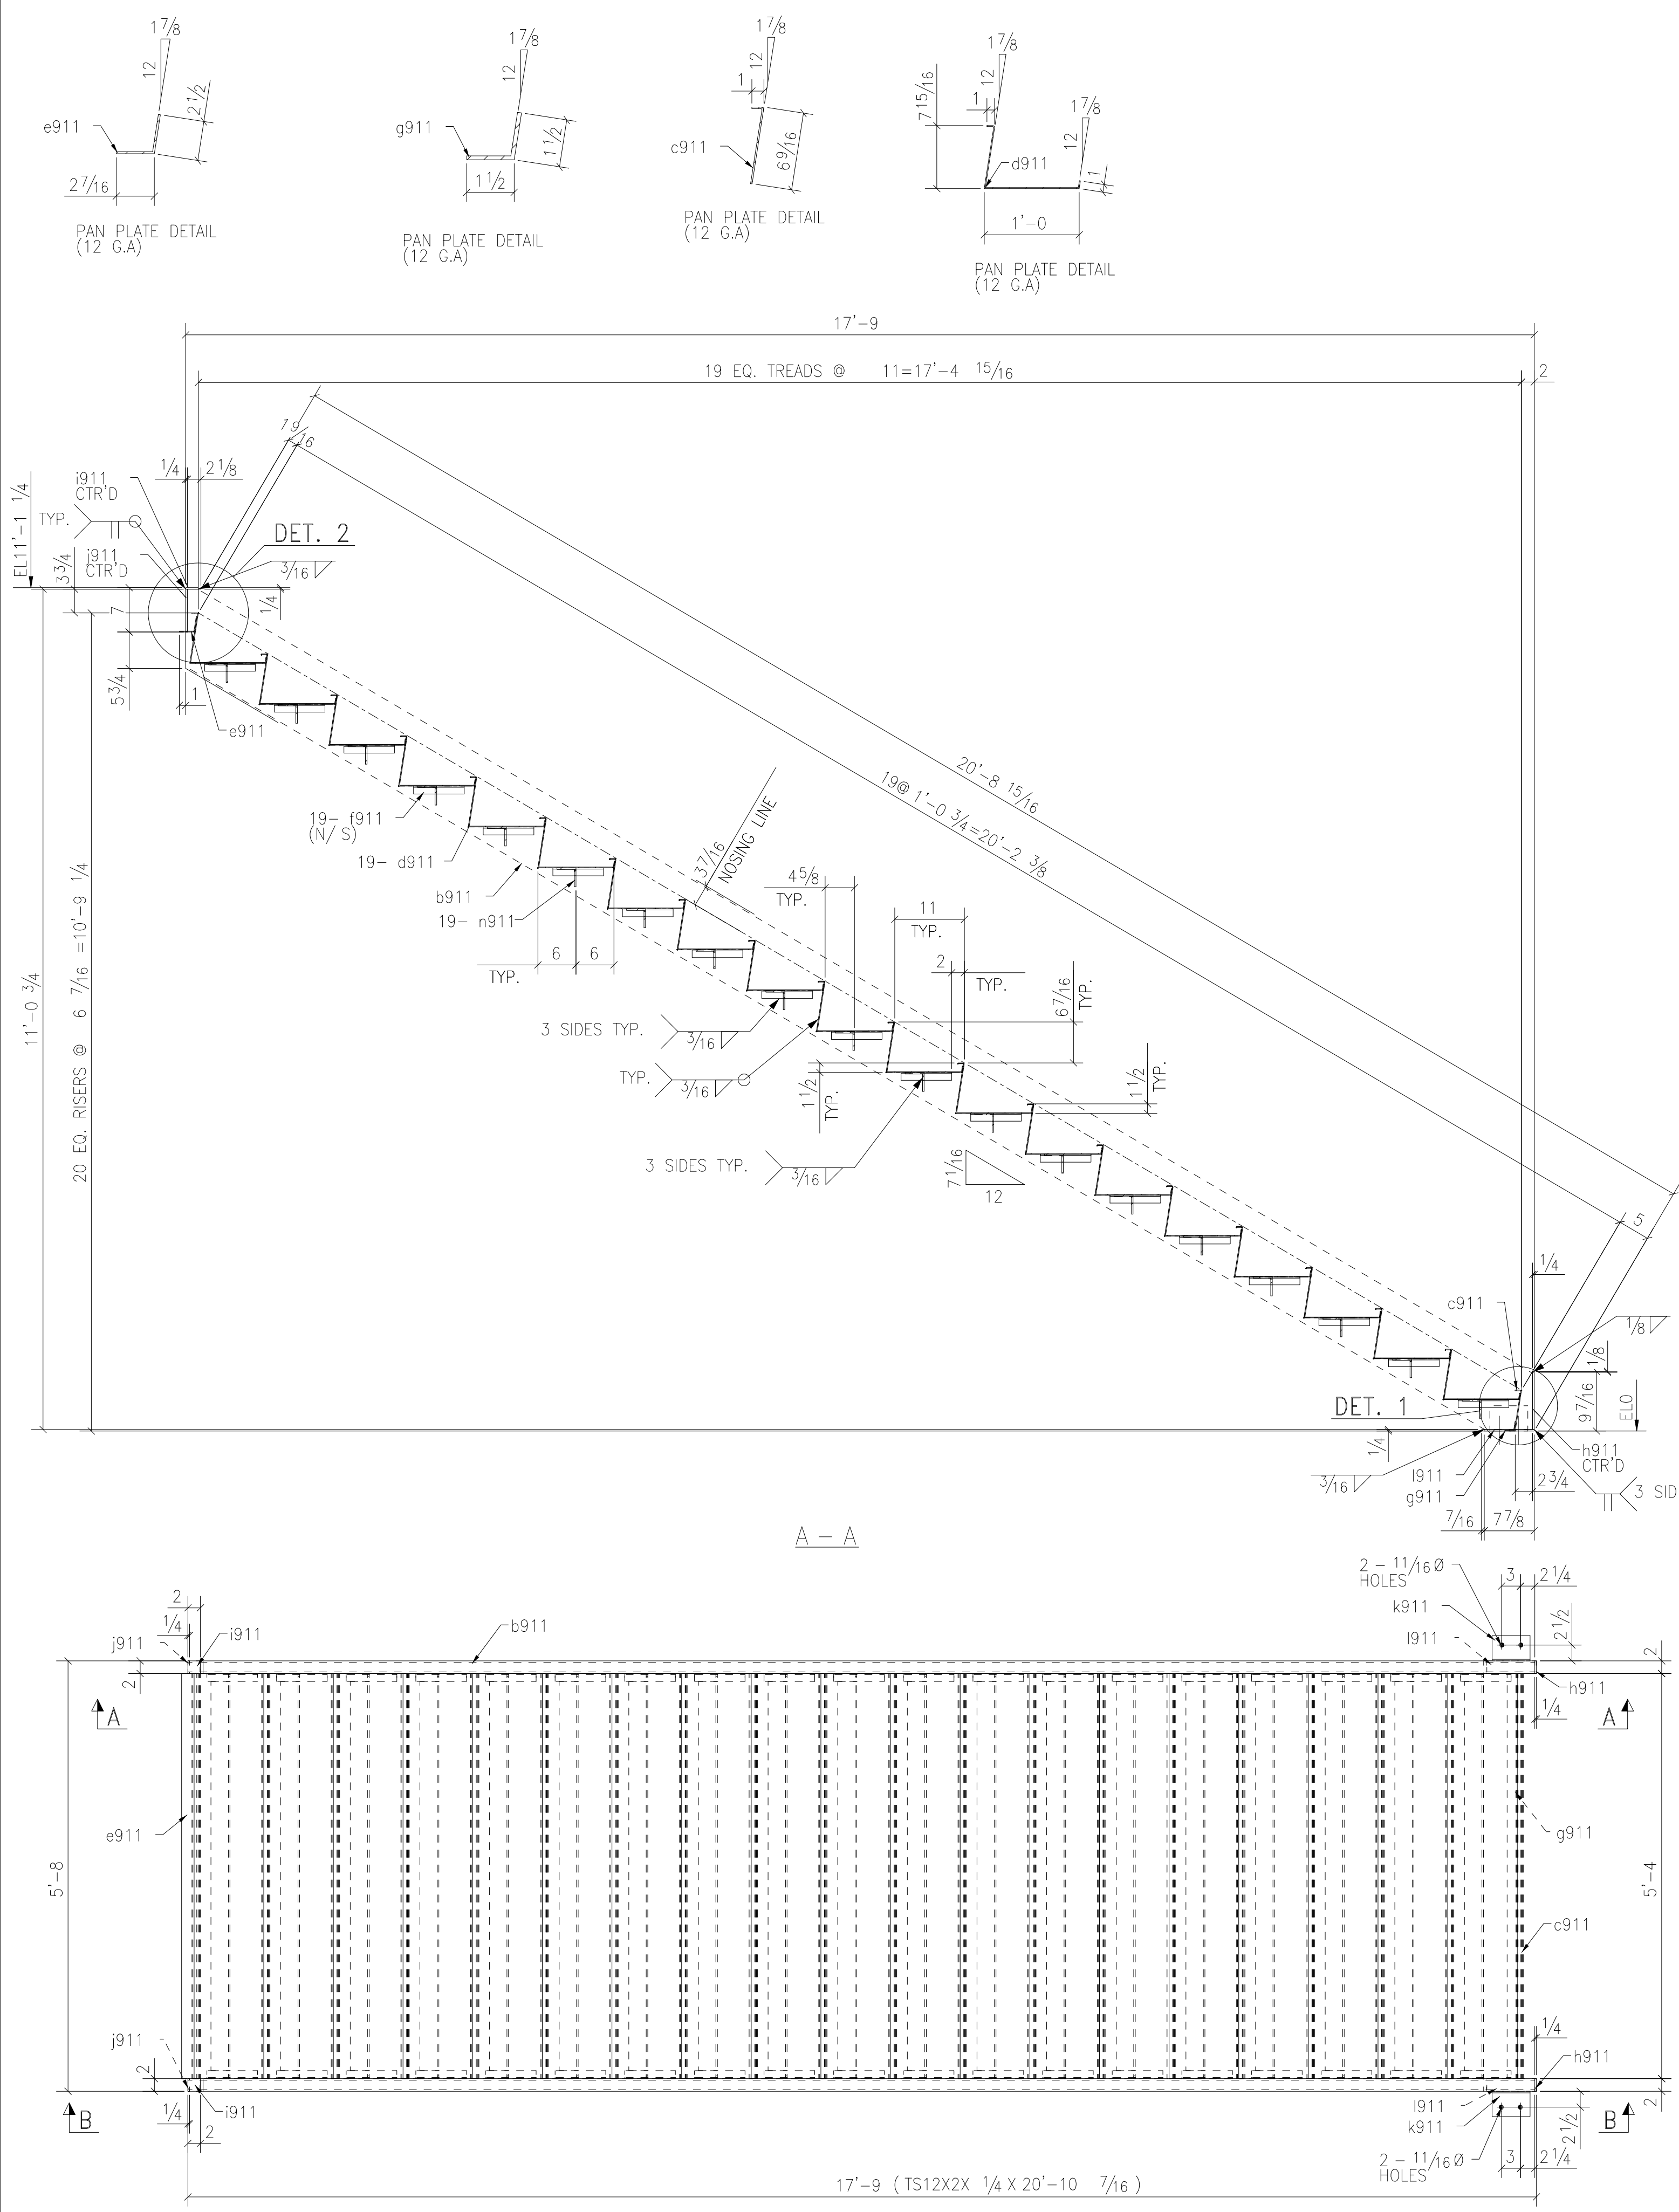 1 7/8
12
2 1/2
e911
2 7/16
PAN PLATE DETAIL
(12 G.A)
1 7/8
12
g911
1 1/2
1 1/2
PAN PLATE DETAIL
(12 G.A)
1 7/8
12
1
c911
6 9/16
PAN PLATE DETAIL
(12 G.A)
1 7/8
12
1
7 15/16
1 7/8
12
d911
1
1'-0
PAN PLATE DETAIL
(12 G.A)
17'-9
19 EQ. TREADS @ 11=17'-4 15/16
2
1 9/16
1/4
2 1/8
i911
CTR'D
TYP.
j911
CTR'D
EL11'-1 1/4
3 3/4
DET. 2
3/16
1/4
7
5 3/4
1
e911
11'-0 3/4
20 EQ. RISERS @ 6 7/16 =10'-9 1/4
20'-8 15/16
19@ 1'-0 3/4=20'-2 3/8
19- f911
(N/ S)
19- d911
b911
19- n911
3 7/16
NOSING LINE
4 5/8
TYP.
11
TYP.
6
6
TYP.
2
TYP.
6 7/16
TYP.
3 SIDES TYP.
3/16
TYP.
3/16
1 1/2
TYP.
1 1/2
TYP.
3 SIDES TYP.
3/16
7 1/16
12
5
1/4
c911
1/8
1/8
9 7/16
EL0
DET. 1
1/4
h911
CTR'D
l911
g911
3/16
2 3/4
3 SID
7/16
7 7/8
A - A
2 - 11/16Ø
HOLES
3
2 1/4
k911
2 1/2
l911
2
2
1/4
i911
j911
b911
2
h911
1/4
A
A
e911
g911
5'-8
5'-4
c911
j911
2
1/4
h911
i911
1/4
2
B
B
l911
k911
2
2 1/2
2 - 11/16Ø
HOLES
3
2 1/4
17'-9 ( TS12X2X 1/4 X 20'-10 7/16 )